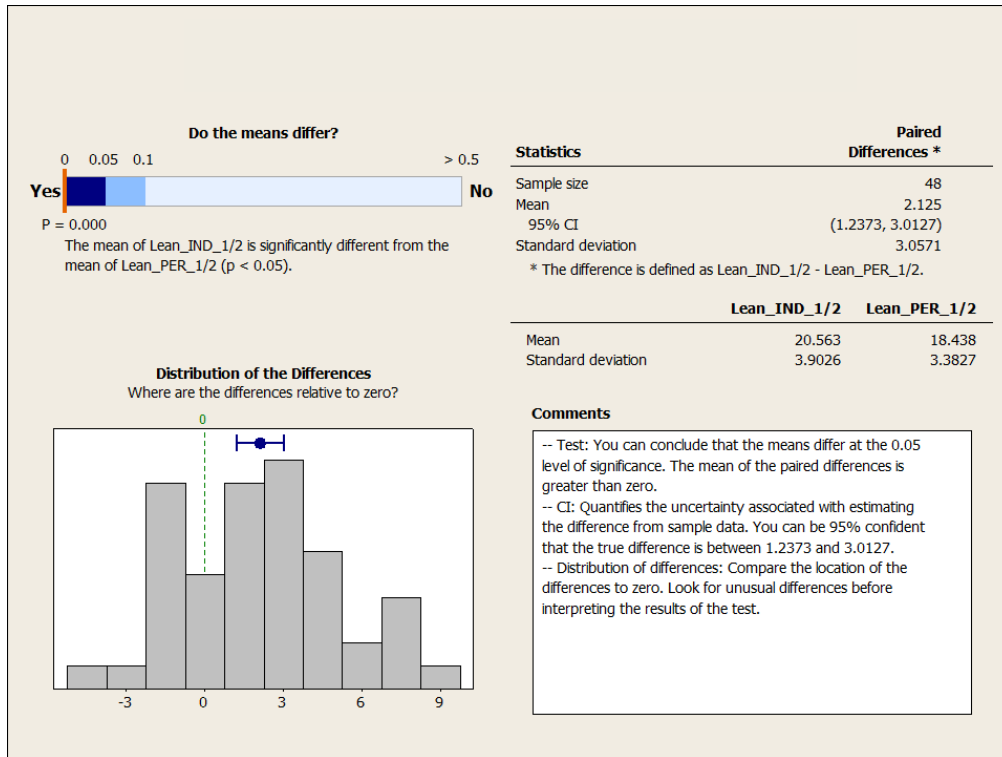 Do the means differ?
0 0.05 0.1 > 0.5
Yes No
P = 0.000
The mean of Lean_IND_1/2 is significantly different from the
mean of Lean_PER_1/2 (p < 0.05).
Paired
Statistics Differences *
Sample size 48
Mean 2.125
95% CI (1.2373, 3.0127)
Standard deviation 3.0571
* The difference is defined as Lean_IND_1/2 - Lean_PER_1/2.
Lean_IND_1/2 Lean_PER_1/2
Mean 20.563 18.438
Standard deviation 3.9026 3.3827
Distribution of the Differences
Where are the differences relative to zero?
0
-3 0 3 6 9
Comments
-- Test: You can conclude that the means differ at the 0.05
level of significance. The mean of the paired differences is
greater than zero.
-- CI: Quantifies the uncertainty associated with estimating
the difference from sample data. You can be 95% confident
that the true difference is between 1.2373 and 3.0127.
-- Distribution of differences: Compare the location of the
differences to zero. Look for unusual differences before
interpreting the results of the test.